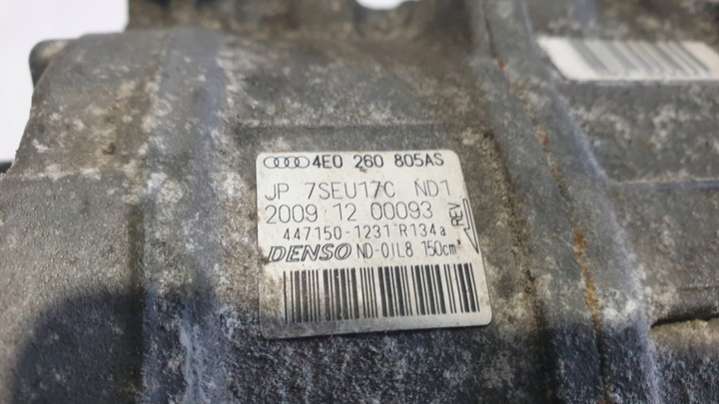 4E0 260 805AS
JP 7SEU17C ND1
2009 12 00093
REV
447150-1231 R134a
DENSO ND-OIL8 150cm³